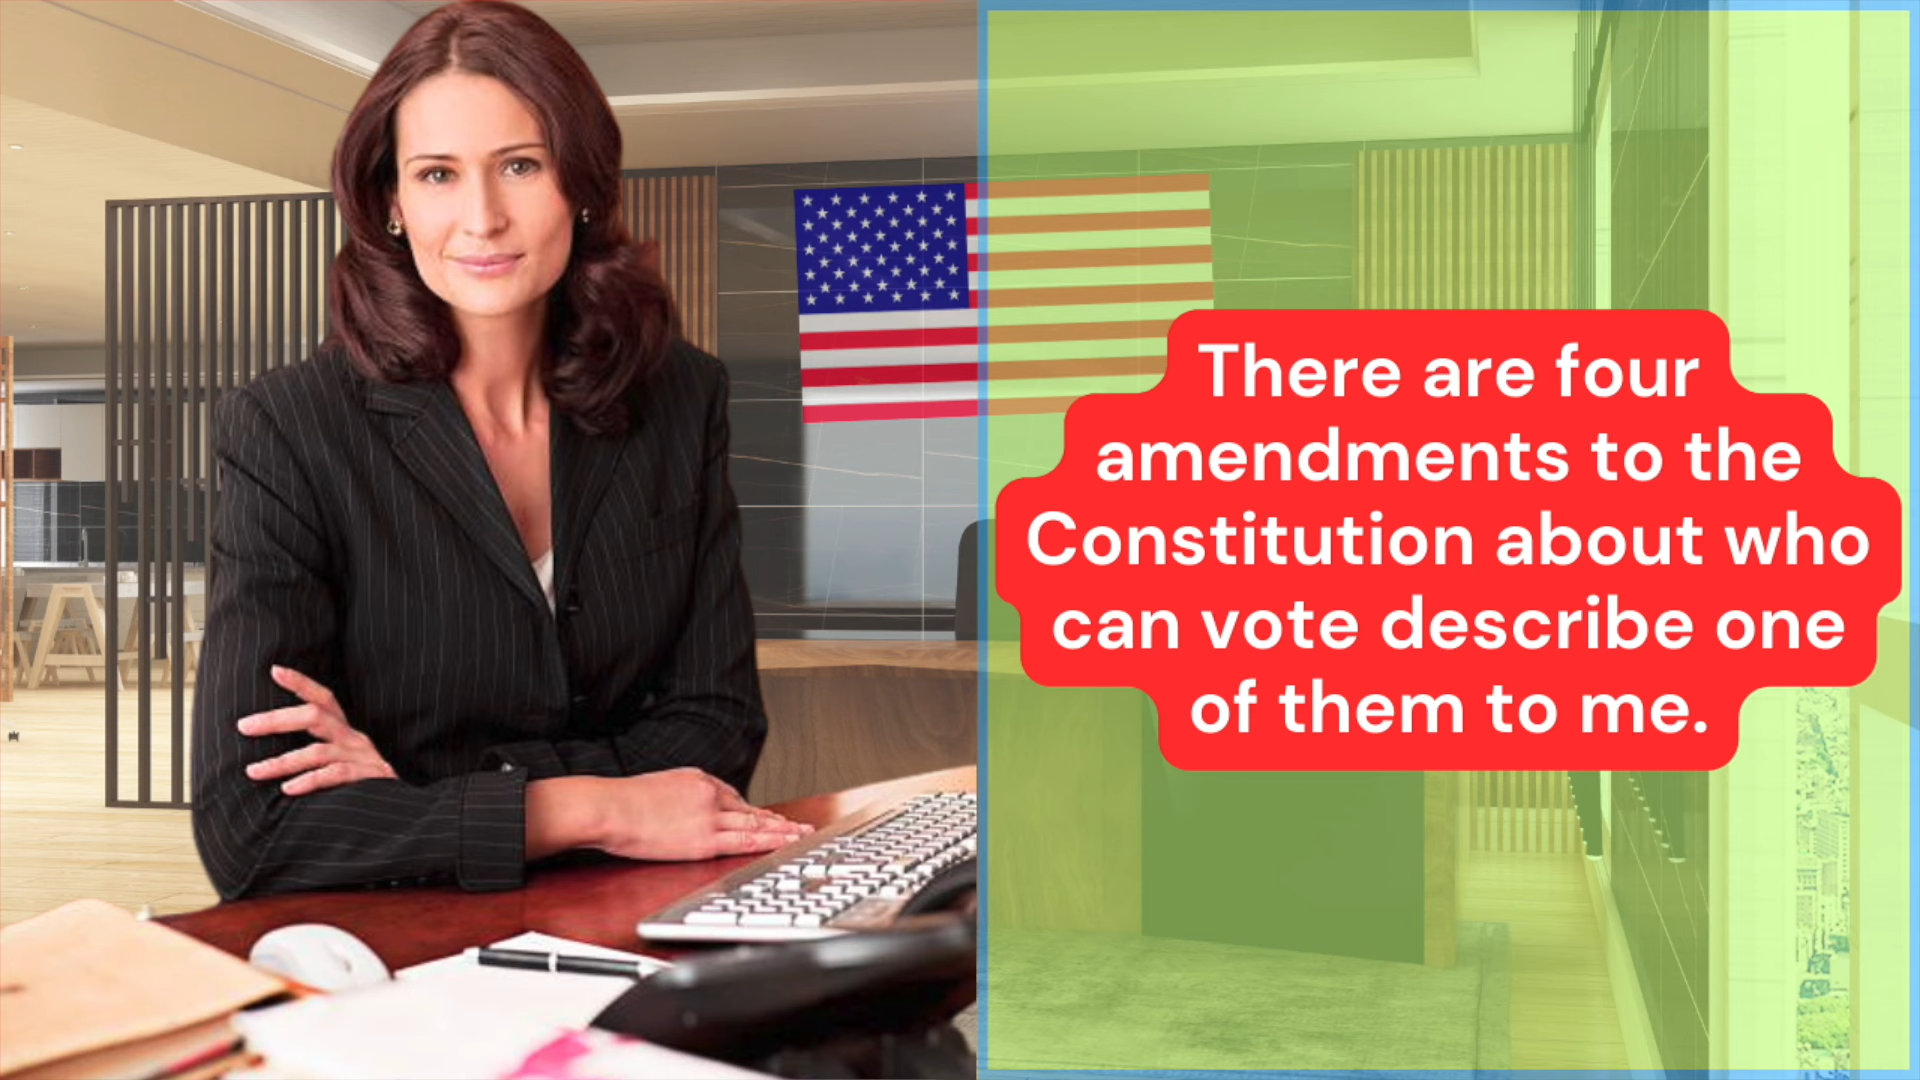 There are four
amendments to the
Constitution about who
can vote describe one
of them to me.